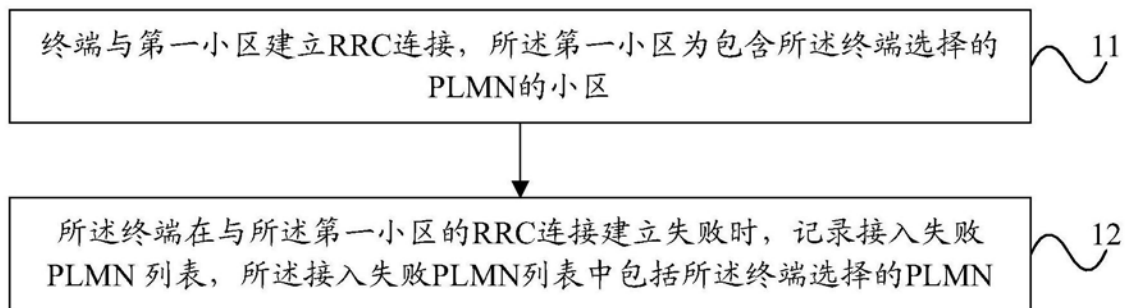 终端与第一小区建立RRC连接，所述第一小区为包含所述终端选择的
PLMN的小区
11
所述终端在与所述第一小区的RRC连接建立失败时，记录接入失败
PLMN 列表，所述接入失败PLMN列表中包括所述终端选择的PLMN
12